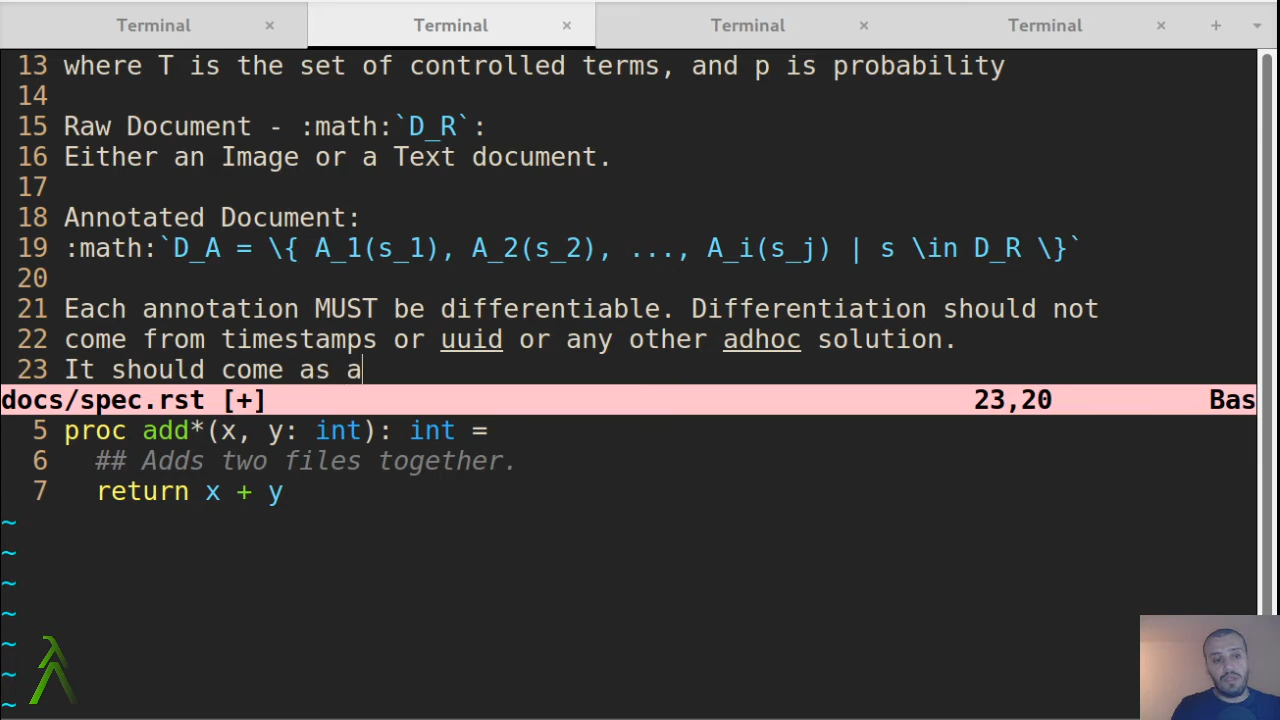 Terminal × Terminal × Terminal × Terminal × + ▾
13 where T is the set of controlled terms, and p is probability
14
15 Raw Document - :math:`D_R`:
16 Either an Image or a Text document.
17
18 Annotated Document:
19 :math:`D_A = \{ A_1(s_1), A_2(s_2), ..., A_i(s_j) | s \in D_R \}`
20
21 Each annotation MUST be differentiable. Differentiation should not
22 come from timestamps or uuid or any other adhoc solution.
23 It should come as a
docs/spec.rst [+] 23,20 Bas
5 proc add*(x, y: int): int =
6 ## Adds two files together.
7 return x + y
~
~
~
~
~
~
~